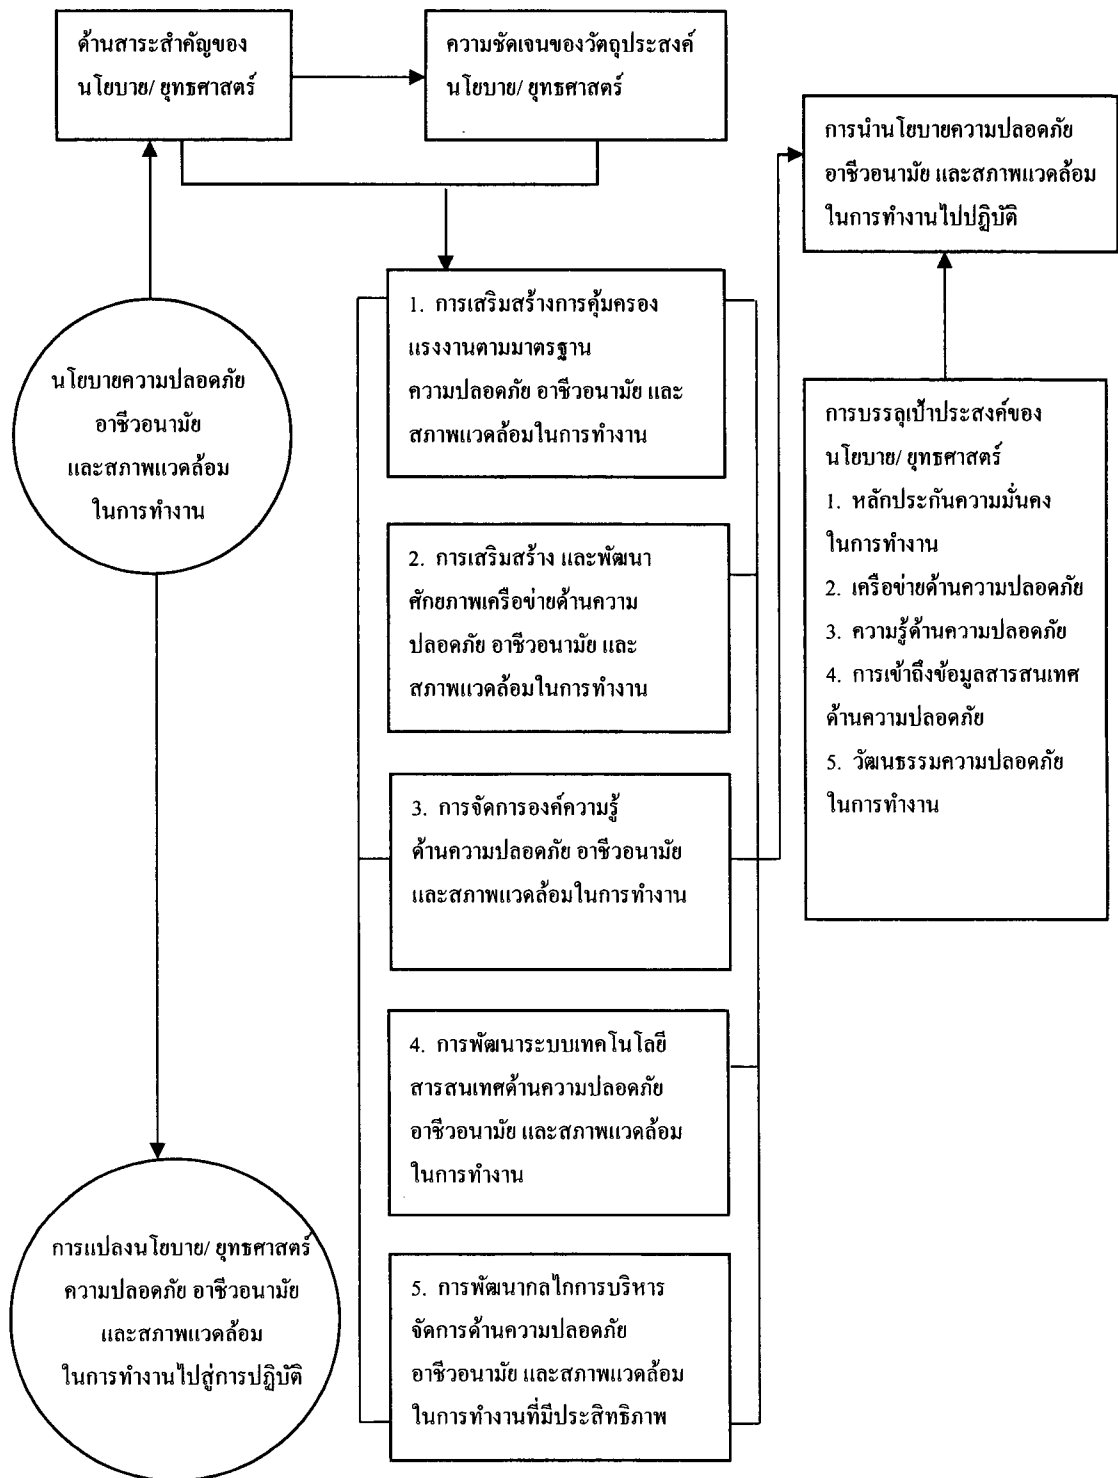 ด้านสาระสำคัญของ
นโยบาย/ ยุทธศาสตร์
ความชัดเจนของวัตถุประสงค์
นโยบาย/ ยุทธศาสตร์
การนำนโยบายความปลอดภัย
อาชีวอนามัย และสภาพแวดล้อม
ในการทำงานไปปฏิบัติ
นโยบายความปลอดภัย
อาชีวอนามัย
และสภาพแวดล้อม
ในการทำงาน
1. การเสริมสร้างการคุ้มครอง
แรงงานตามมาตรฐาน
ความปลอดภัย อาชีวอนามัย และ
สภาพแวดล้อมในการทำงาน
2. การเสริมสร้าง และพัฒนา
ศักยภาพเครือข่ายด้านความ
ปลอดภัย อาชีวอนามัย และ
สภาพแวดล้อมในการทำงาน
3. การจัดการองค์ความรู้
ด้านความปลอดภัย อาชีวอนามัย
และสภาพแวดล้อมในการทำงาน
4. การพัฒนาระบบเทคโนโลยี
สารสนเทศด้านความปลอดภัย
อาชีวอนามัย และสภาพแวดล้อม
ในการทำงาน
5. การพัฒนากลไกการบริหาร
จัดการด้านความปลอดภัย
อาชีวอนามัย และสภาพแวดล้อม
ในการทำงานที่มีประสิทธิภาพ
การบรรลุเป้าประสงค์ของ
นโยบาย/ ยุทธศาสตร์
1. หลักประกันความมั่นคง
ในการทำงาน
2. เครือข่ายด้านความปลอดภัย
3. ความรู้ด้านความปลอดภัย
4. การเข้าถึงข้อมูลสารสนเทศ
ด้านความปลอดภัย
5. วัฒนธรรมความปลอดภัย
ในการทำงาน
การแปลงนโยบาย/ ยุทธศาสตร์
ความปลอดภัย อาชีวอนามัย
และสภาพแวดล้อม
ในการทำงานไปสู่การปฏิบัติ